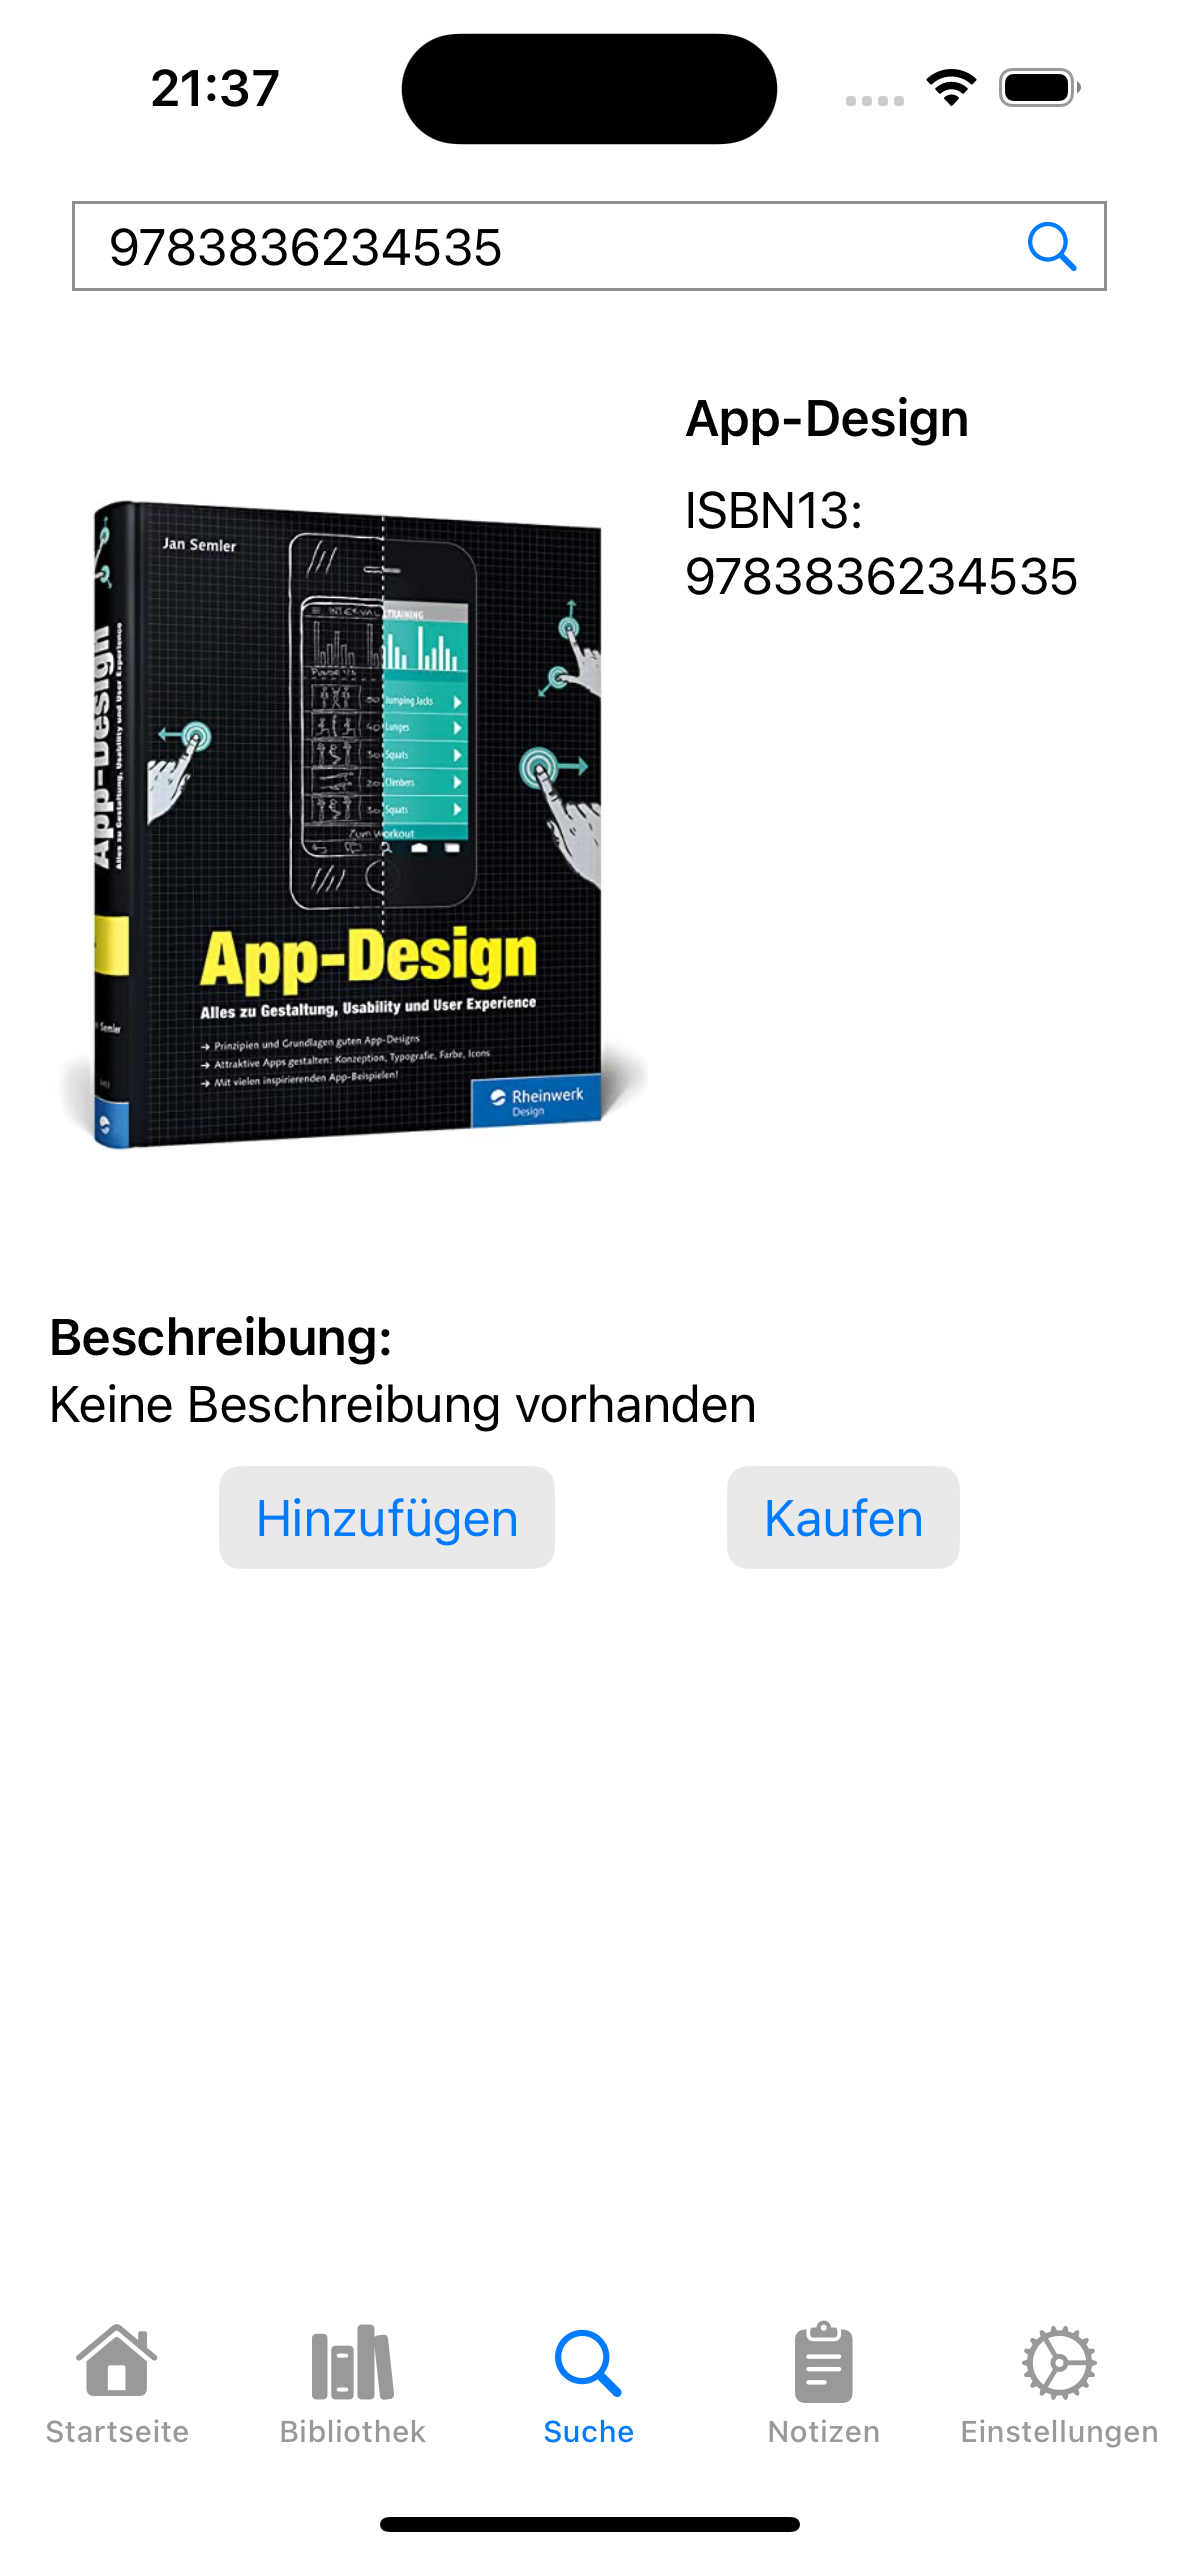 21:37
9783836234535
App-Design
ISBN13:
9783836234535
Jan Semler
INTERVAL TRAINING
Jumping Jacks
Lunges
Squats
Climbers
Squats
Zum Workout
App-Design
Alles zu Gestaltung, Usability und User Experience
→ Prinzipien und Grundlagen guten App-Designs
→ Attraktive Apps gestalten: Konzeption, Typografie, Farbe, Icons
→ Mit vielen inspirierenden App-Beispielen!
Rheinwerk
Design
App-Design
Alles zu Gestaltung, Usability und User Experience
Semler
Beschreibung:
Keine Beschreibung vorhanden
Hinzufügen
Kaufen
Startseite
Bibliothek
Suche
Notizen
Einstellungen